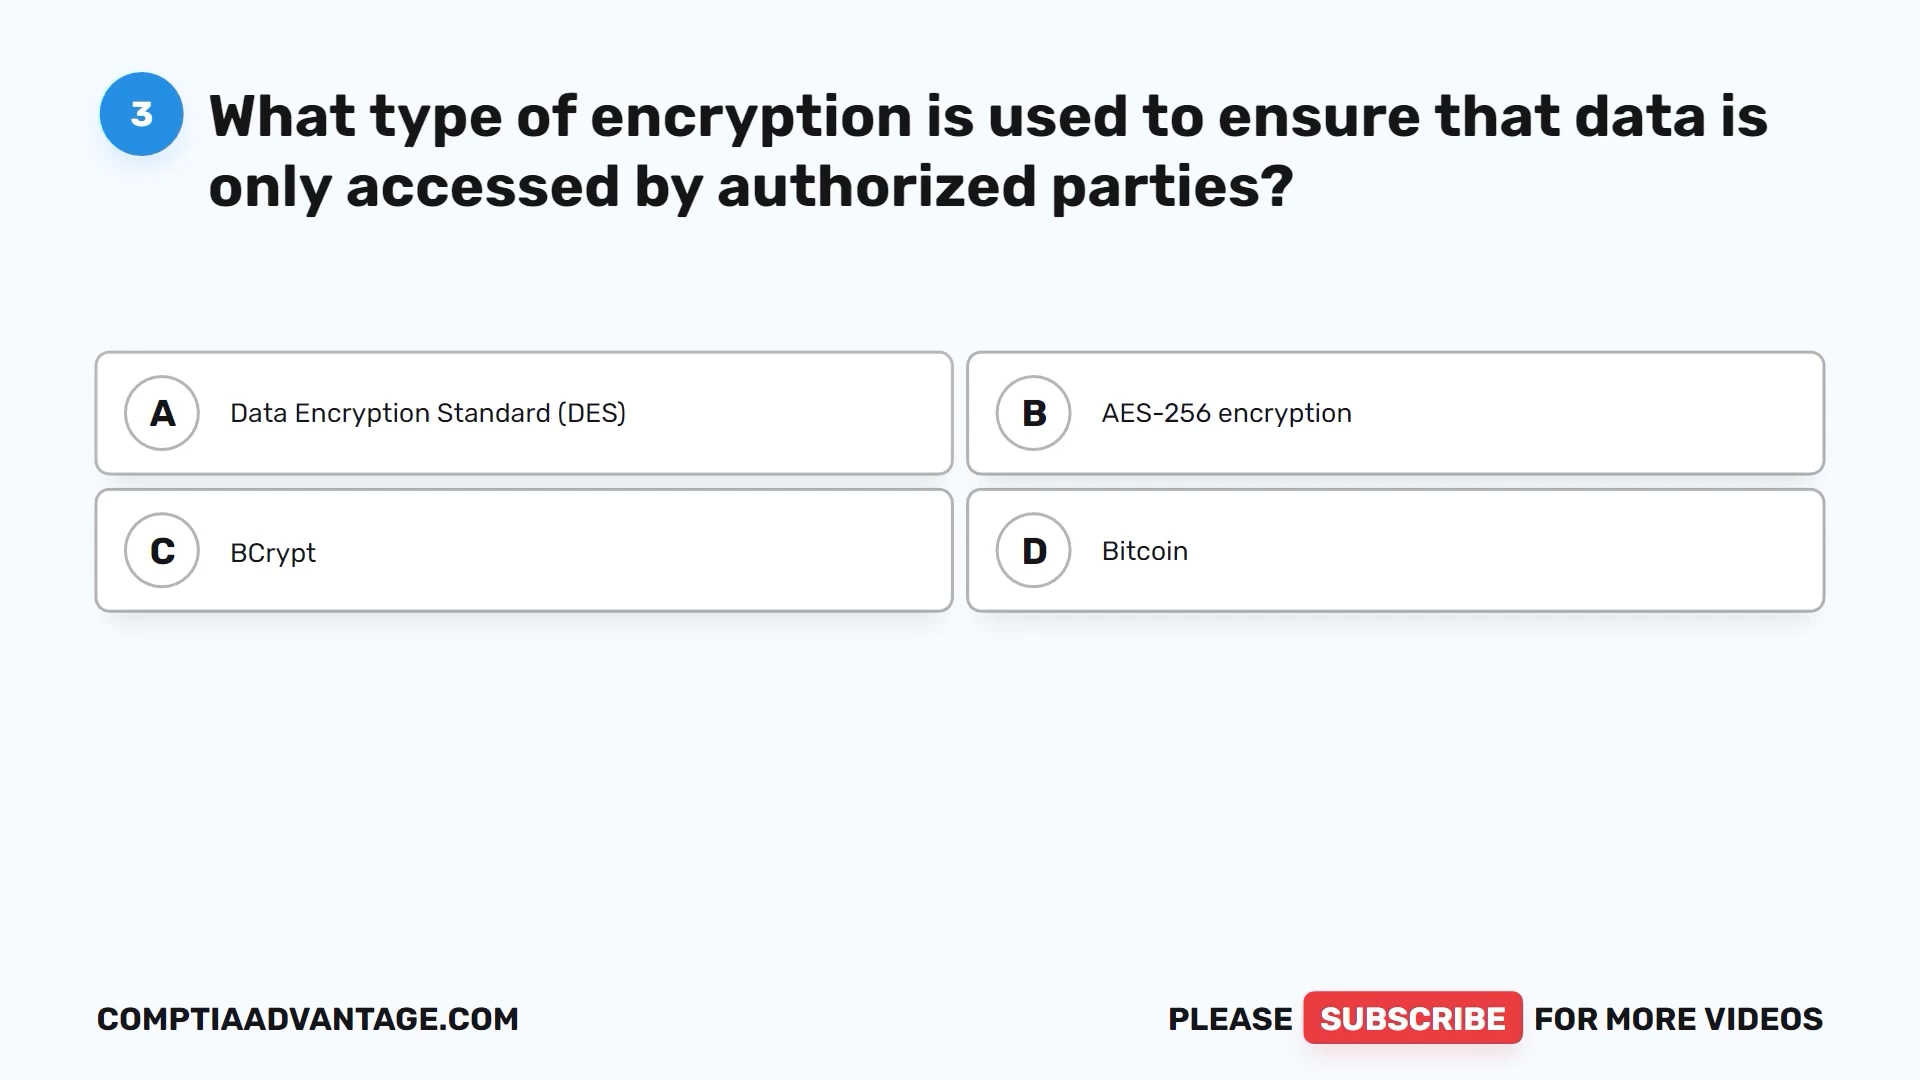 3
What type of encryption is used to ensure that data is
only accessed by authorized parties?
A Data Encryption Standard (DES)
B AES-256 encryption
C BCrypt
D Bitcoin
COMPTIAADVANTAGE.COM
PLEASE SUBSCRIBE FOR MORE VIDEOS